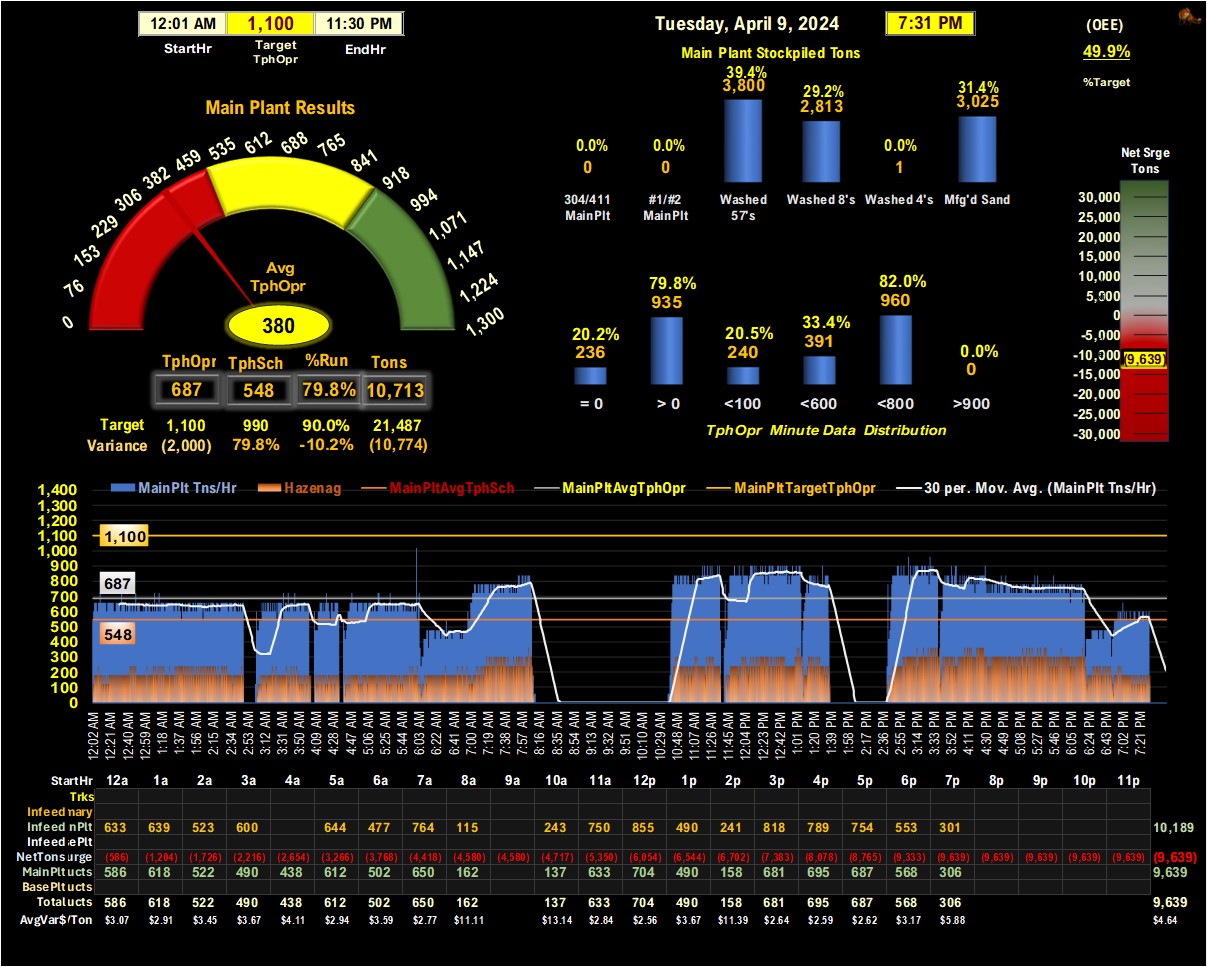 12:01 AM 1,100 11:30 PM
StartHr Target TphOpr EndHr
Tuesday, April 9, 2024 7:31 PM
(OEE)
49.9%
%Target
Main Plant Stockpiled Tons
39.4% 29.2% 31.4%
3,800 2,813 3,025
0.0% 0.0% 0.0%
0 0 1
304/411 MainPlt #1/#2 MainPlt Washed 57's Washed 8's Washed 4's Mfg'd Sand
Main Plant Results
0 76 153 229 306 382 459 535 612 688 765 841 918 994 1,071 1,147 1,224 1,300
Avg
TphOpr
380
TphOpr TphSch %Run Tons
687 548 79.8% 10,713
Target 1,100 990 90.0% 21,487
Variance (2,000) 79.8% -10.2% (10,774)
20.2% 79.8% 20.5% 33.4% 82.0% 0.0%
236 935 240 391 960 0
= 0 > 0 <100 <600 <800 >900
TphOpr Minute Data Distribution
Net Srge
Tons
30,000
25,000
20,000
15,000
10,000
5,000
0
-5,000
-10,000
(9,639)
-15,000
-20,000
-25,000
-30,000
MainPlt Tns/Hr Hazenag MainPltAvgTphSch MainPltAvgTphOpr MainPltTargetTphOpr 30 per. Mov. Avg. (MainPlt Tns/Hr)
1,400
1,300
1,200
1,100
1,000
900
800
700
600
500
400
300
200
100
0
1,100
687
548
12:02 AM 12:21 AM 12:40 AM 12:59 AM 1:18 AM 1:37 AM 1:56 AM 2:15 AM 2:34 AM 2:53 AM 3:12 AM 3:31 AM 3:50 AM 4:09 AM 4:28 AM 4:47 AM 5:06 AM 5:25 AM 5:44 AM 6:03 AM 6:22 AM 6:41 AM 7:00 AM 7:19 AM 7:38 AM 7:57 AM 8:16 AM 8:35 AM 8:54 AM 9:13 AM 9:32 AM 9:51 AM 10:10 AM 10:29 AM 10:48 AM 11:07 AM 11:26 AM 11:45 AM 12:04 PM 12:23 PM 12:42 PM 1:01 PM 1:20 PM 1:39 PM 1:58 PM 2:17 PM 2:36 PM 2:55 PM 3:14 PM 3:33 PM 3:52 PM 4:11 PM 4:30 PM 4:49 PM 5:08 PM 5:27 PM 5:46 PM 6:05 PM 6:24 PM 6:43 PM 7:02 PM 7:21 PM
StartHr 12a 1a 2a 3a 4a 5a 6a 7a 8a 9a 10a 11a 12p 1p 2p 3p 4p 5p 6p 7p 8p 9p 10p 11p
Trks
Infeed mary
Infeed nPlt 633 639 523 600 644 477 764 115 243 750 855 490 241 818 789 754 553 301 10,189
Infeed ePlt
NetTons urge (586) (1,204) (1,726) (2,216) (2,654) (3,266) (3,768) (4,418) (4,580) (4,580) (4,717) (5,350) (6,054) (6,544) (6,702) (7,383) (8,078) (8,765) (9,333) (9,639) (9,639) (9,639) (9,639) (9,639) (9,639)
MainPlt ucts 586 618 522 490 438 612 502 650 162 137 633 704 490 158 681 695 687 568 306 9,639
BasePlt ucts
Total ucts 586 618 522 490 438 612 502 650 162 137 633 704 490 158 681 695 687 568 306 9,639
AvgVar$/Ton $3.07 $2.91 $3.45 $3.67 $4.11 $2.94 $3.59 $2.77 $11.11 $13.14 $2.84 $2.56 $3.67 $11.39 $2.64 $2.59 $2.62 $3.17 $5.88 $4.64